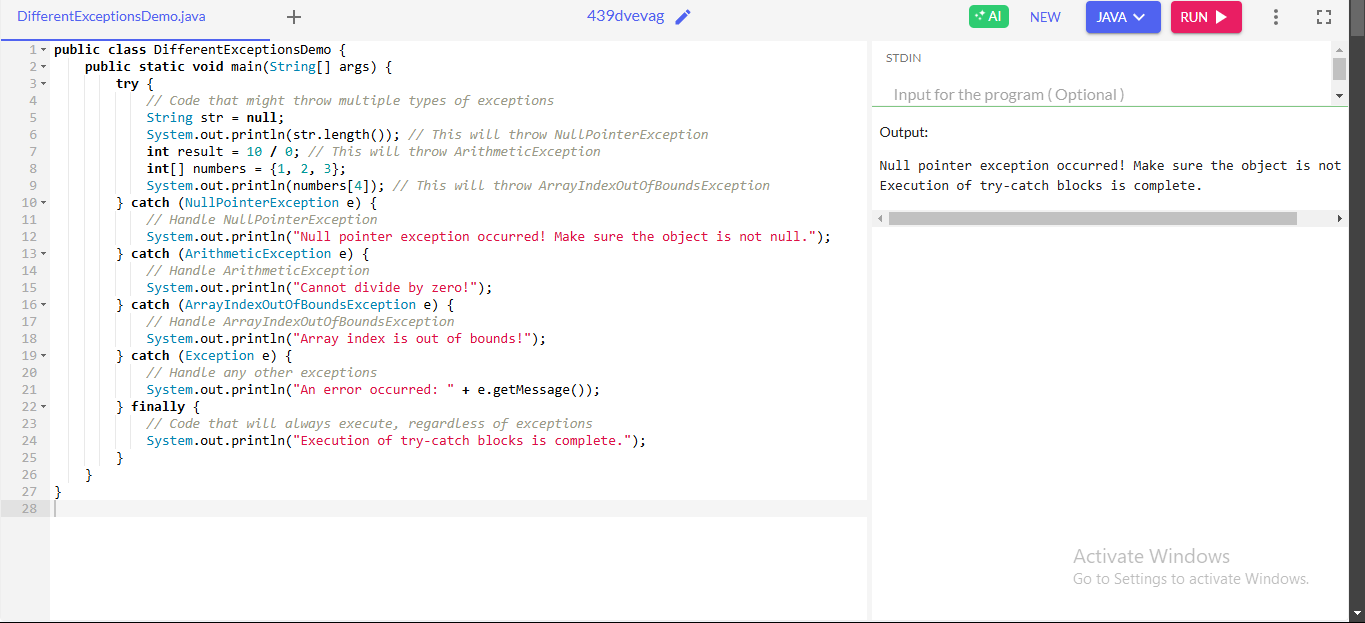 DifferentExceptionsDemo.java
439dvevag
AI
NEW
JAVA
RUN
1 public class DifferentExceptionsDemo {
2 public static void main(String[] args) {
3 try {
4 // Code that might throw multiple types of exceptions
5 String str = null;
6 System.out.println(str.length()); // This will throw NullPointerException
7 int result = 10 / 0; // This will throw ArithmeticException
8 int[] numbers = {1, 2, 3};
9 System.out.println(numbers[4]); // This will throw ArrayIndexOutOfBoundsException
10 } catch (NullPointerException e) {
11 // Handle NullPointerException
12 System.out.println("Null pointer exception occurred! Make sure the object is not null.");
13 } catch (ArithmeticException e) {
14 // Handle ArithmeticException
15 System.out.println("Cannot divide by zero!");
16 } catch (ArrayIndexOutOfBoundsException e) {
17 // Handle ArrayIndexOutOfBoundsException
18 System.out.println("Array index is out of bounds!");
19 } catch (Exception e) {
20 // Handle any other exceptions
21 System.out.println("An error occurred: " + e.getMessage());
22 } finally {
23 // Code that will always execute, regardless of exceptions
24 System.out.println("Execution of try-catch blocks is complete.");
25 }
26 }
27 }
28
STDIN
Input for the program ( Optional )
Output:
Null pointer exception occurred! Make sure the object is not
Execution of try-catch blocks is complete.
Activate Windows
Go to Settings to activate Windows.